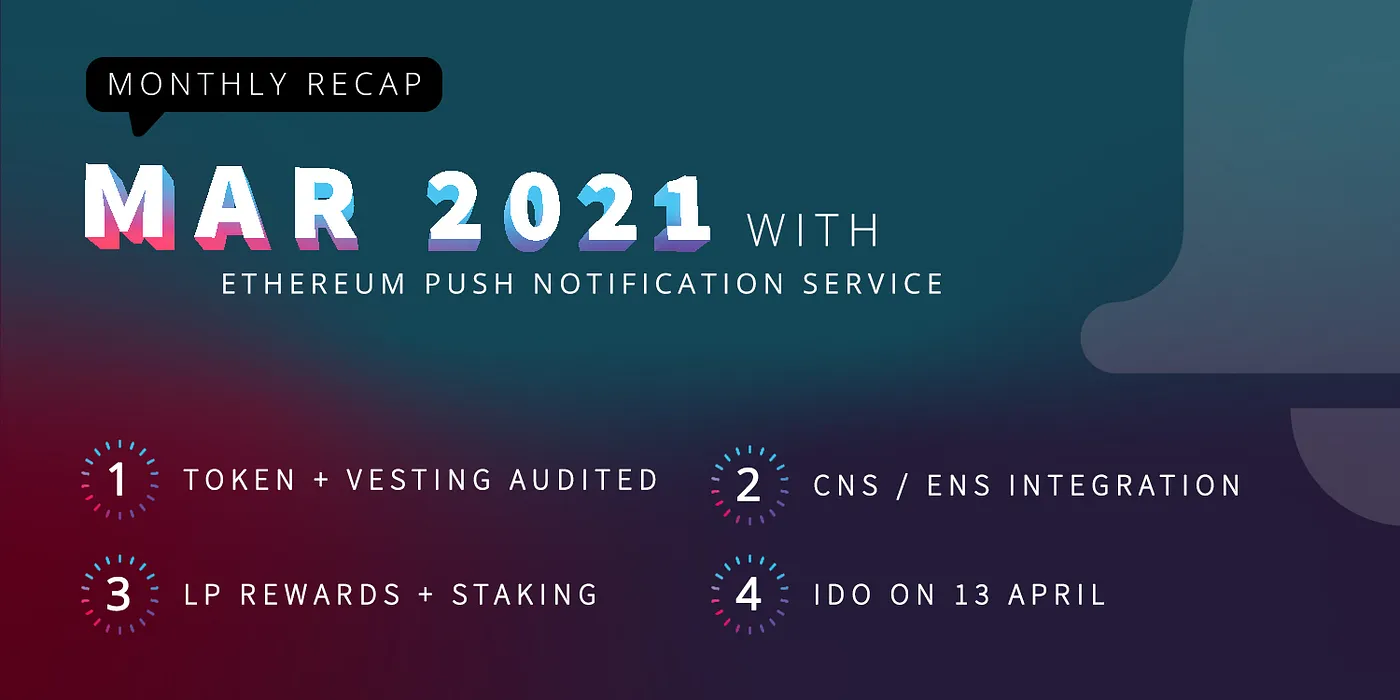 MONTHLY RECAP
MAR 2021 WITH
ETHEREUM PUSH NOTIFICATION SERVICE
1 TOKEN + VESTING AUDITED
2 CNS / ENS INTEGRATION
3 LP REWARDS + STAKING
4 IDO ON 13 APRIL